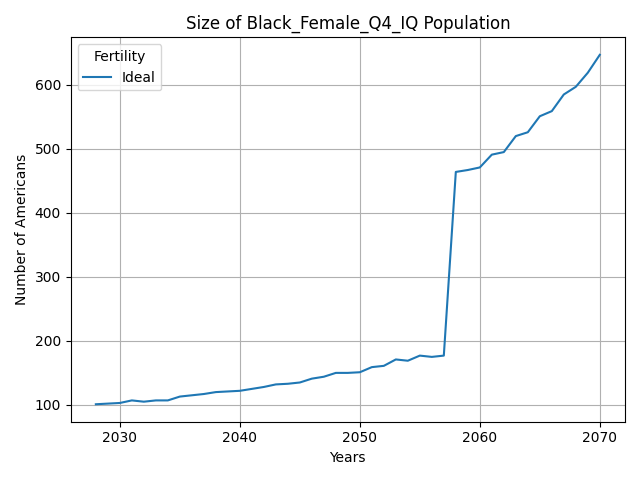 Size of Black_Female_Q4_IQ Population
Fertility
Ideal
Number of Americans
600
500
400
300
200
100
2030 2040 2050 2060 2070
Years